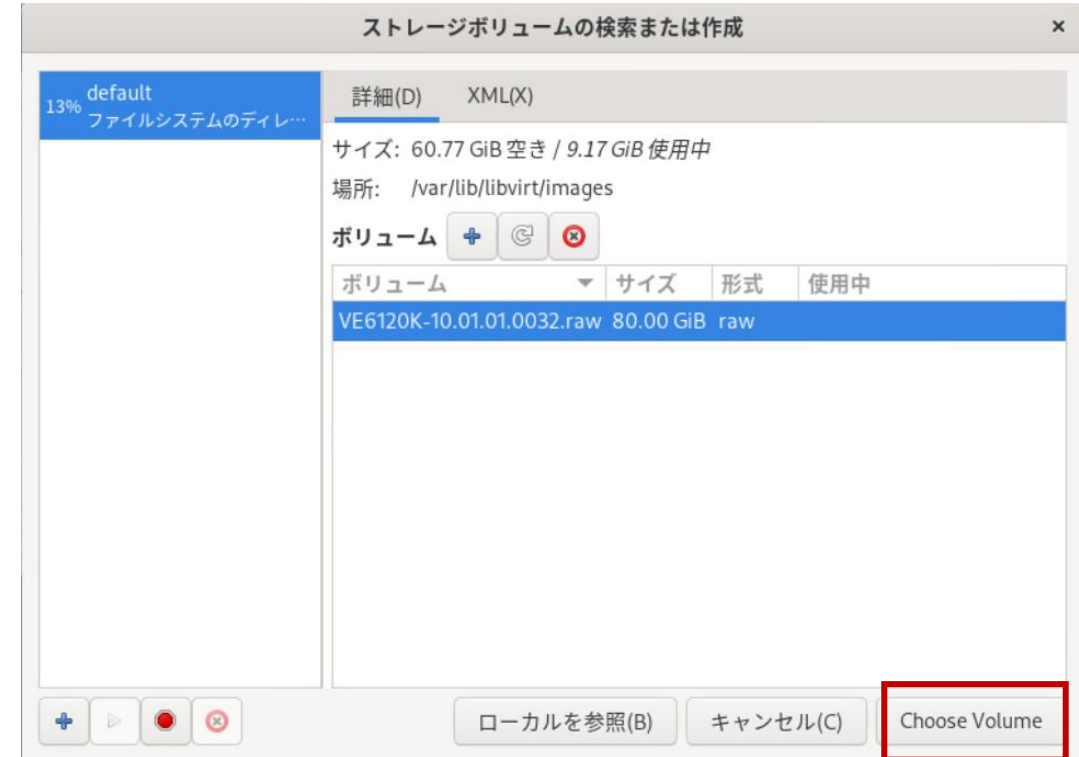 ストレージボリュームの検索または作成
×
13%
default
ファイルシステムのディレ…
詳細(D) XML(X)
サイズ: 60.77 GiB 空き / 9.17 GiB 使用中
場所: /var/lib/libvirt/images
ボリューム
ボリューム サイズ 形式 使用中
VE6120K-10.01.01.0032.raw 80.00 GiB raw
ローカルを参照(B) キャンセル(C) Choose Volume